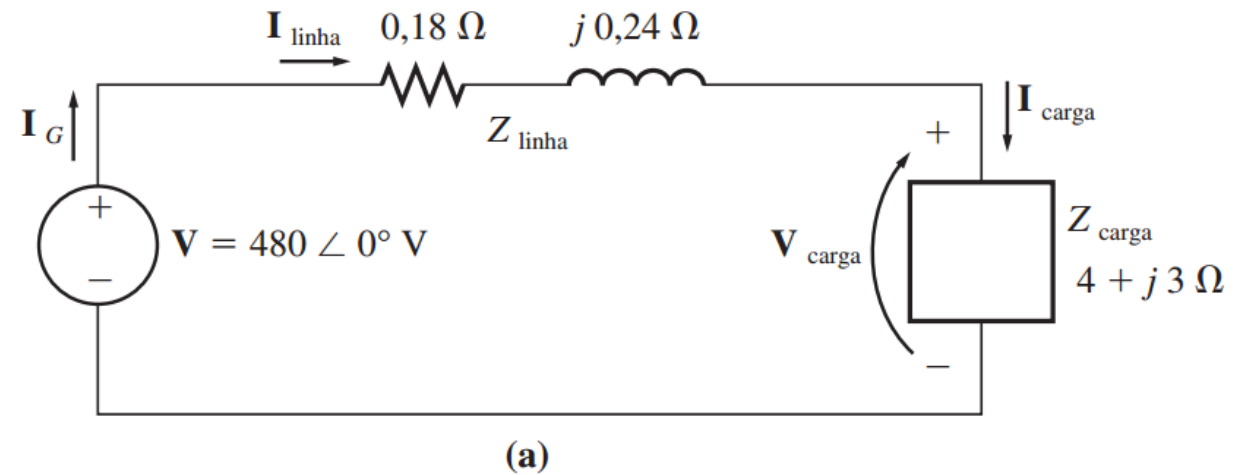 I linha 0,18 Ω j 0,24 Ω
I G
Z linha
I carga
+
+
V = 480 ∠ 0° V
−
V carga
Z carga
4 + j 3 Ω
−
(a)